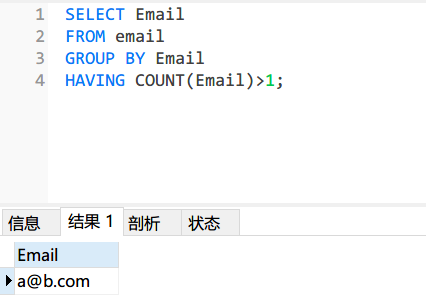 1 SELECT Email
2 FROM email
3 GROUP BY Email
4 HAVING COUNT(Email)>1;
信息 结果 1 剖析 状态
Email
a@b.com